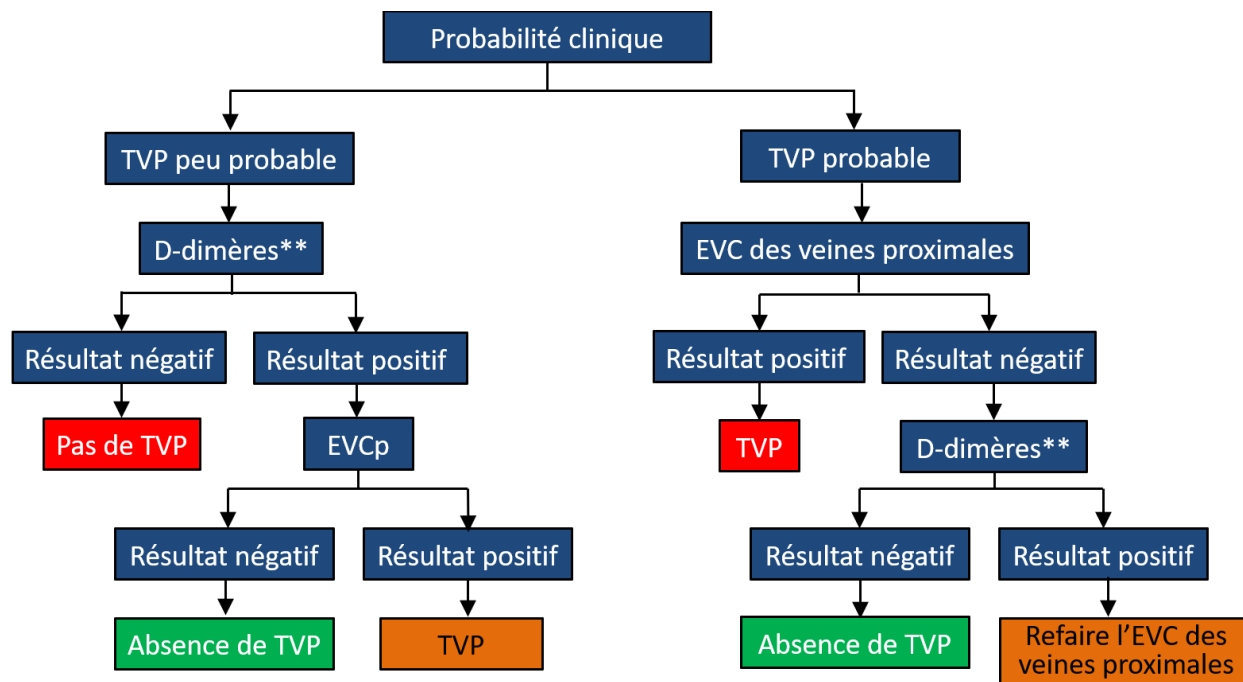 Probabilité clinique
TVP peu probable
TVP probable
D-dimères**
EVC des veines proximales
Résultat négatif
Résultat positif
Résultat positif
Résultat négatif
Pas de TVP
EVCp
TVP
D-dimères**
Résultat négatif
Résultat positif
Résultat négatif
Résultat positif
Absence de TVP
TVP
Absence de TVP
Refaire l'EVC des
veines proximales